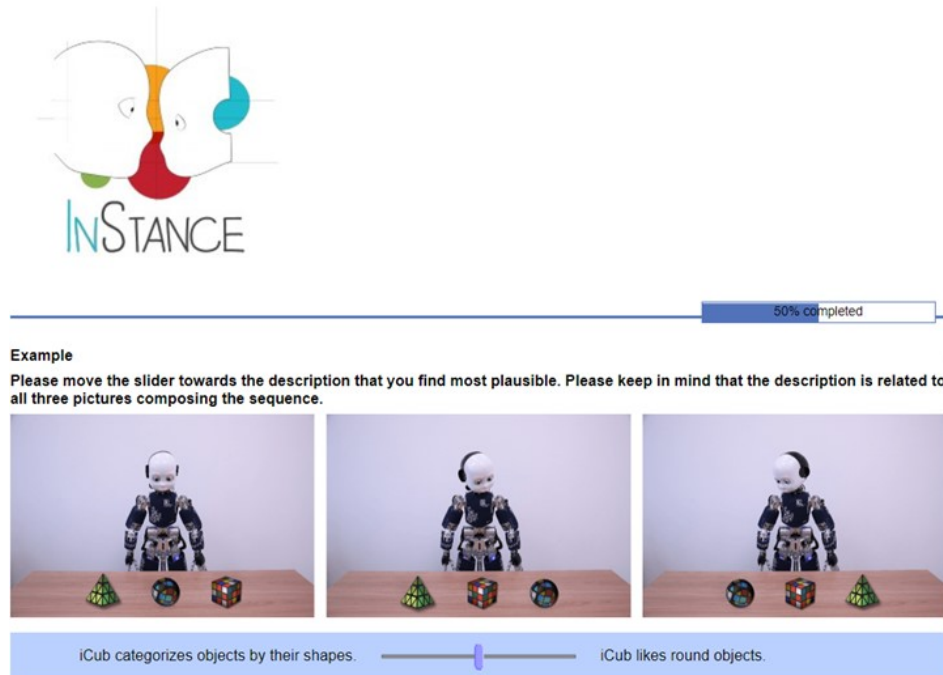 INSTANCE
50% completed
Example
Please move the slider towards the description that you find most plausible. Please keep in mind that the description is related to
all three pictures composing the sequence.
iCub categorizes objects by their shapes.
iCub likes round objects.